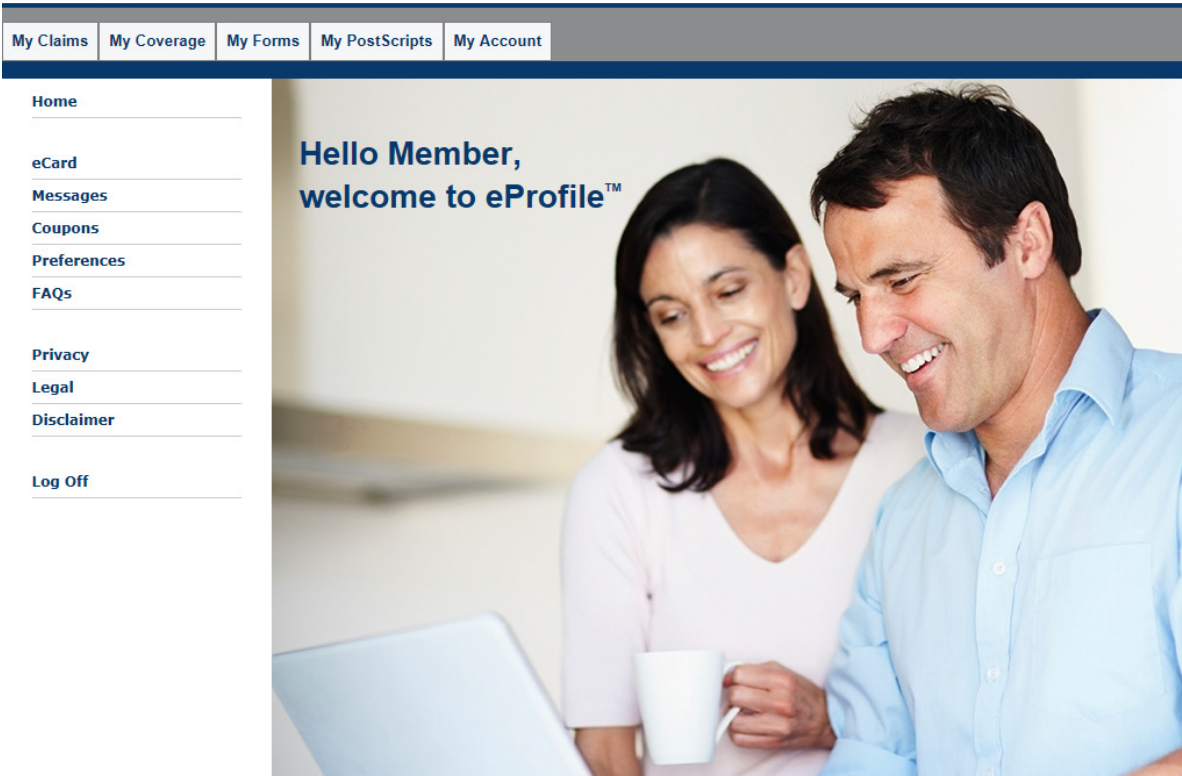 My Claims My Coverage My Forms My PostScripts My Account
Home
eCard
Messages
Coupons
Preferences
FAQs
Privacy
Legal
Disclaimer
Log Off
Hello Member,
welcome to eProfile™